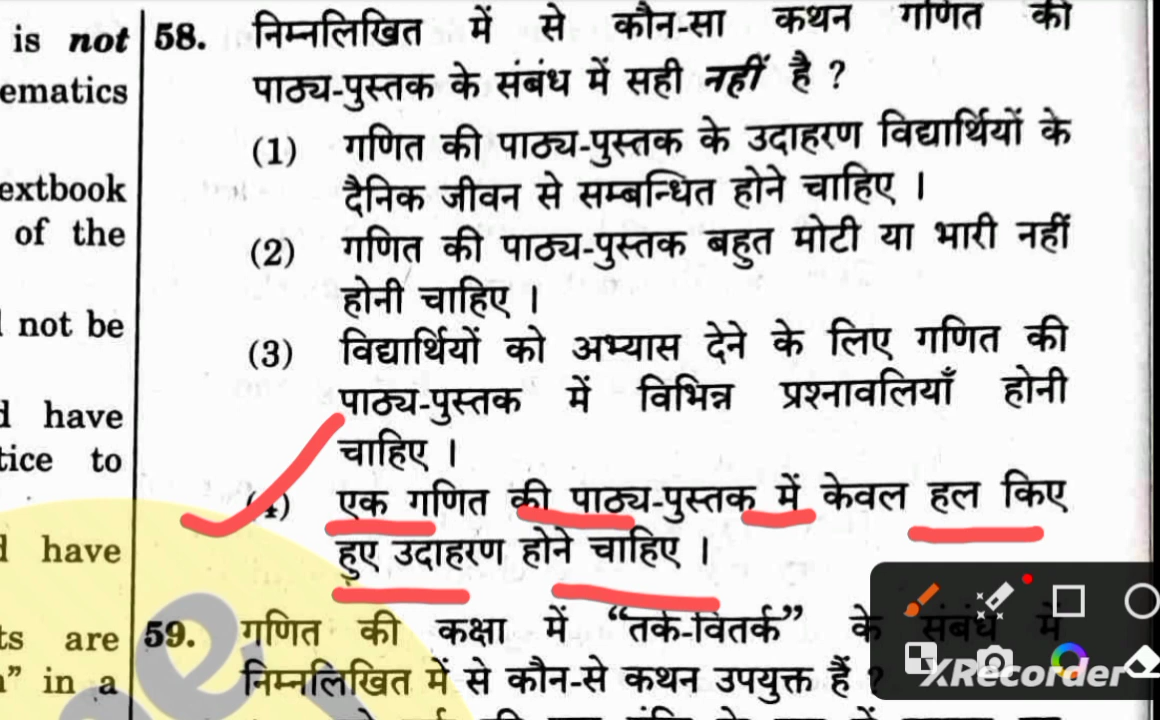 is not
ematics
extbook
of the
not be
d have
tice to
d have
ts are
" in a
58. निम्नलिखित में से कौन-सा कथन गणित की
पाठ्य-पुस्तक के संबंध में सही नहीं है ?
(1) गणित की पाठ्य-पुस्तक के उदाहरण विद्यार्थियों के
दैनिक जीवन से सम्बन्धित होने चाहिए ।
(2) गणित की पाठ्य-पुस्तक बहुत मोटी या भारी नहीं
होनी चाहिए ।
(3) विद्यार्थियों को अभ्यास देने के लिए गणित की
पाठ्य-पुस्तक में विभिन्न प्रश्नावलियाँ होनी
चाहिए ।
(4) एक गणित की पाठ्य-पुस्तक में केवल हल किए
हुए उदाहरण होने चाहिए ।
59. गणित की कक्षा में “तर्क-वितर्क” के संबंध में
निम्नलिखित में से कौन-से कथन उपयुक्त हैं ?
XRecorder